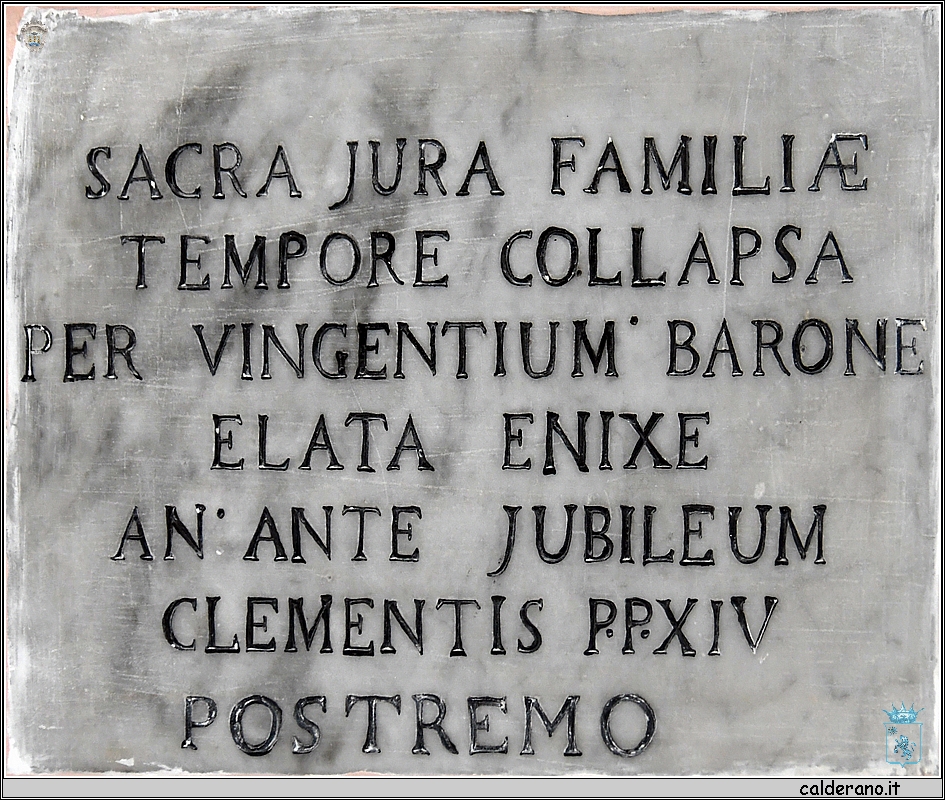 SACRA JURA FAMILIÆ
TEMPORE COLLAPSA
PER VINGENTIUM· BARONE
ELATA ENIXE
AN· ANTE JUBILEUM
CLEMENTIS P.P.XIV
POSTREMO
calderano.it